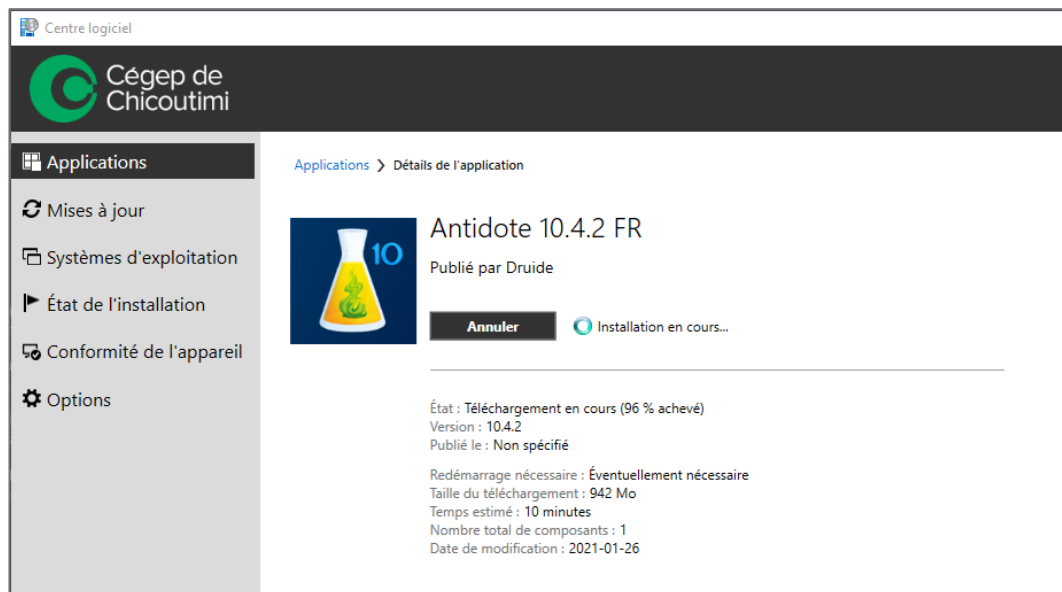 Centre logiciel
Cégep de
Chicoutimi
Applications
Mises à jour
Systèmes d'exploitation
État de l'installation
Conformité de l'appareil
Options
Applications ❯ Détails de l'application
10
Antidote 10.4.2 FR
Publié par Druide
Annuler
Installation en cours...
État : Téléchargement en cours (96 % achevé)
Version : 10.4.2
Publié le : Non spécifié
Redémarrage nécessaire : Éventuellement nécessaire
Taille du téléchargement : 942 Mo
Temps estimé : 10 minutes
Nombre total de composants : 1
Date de modification : 2021-01-26